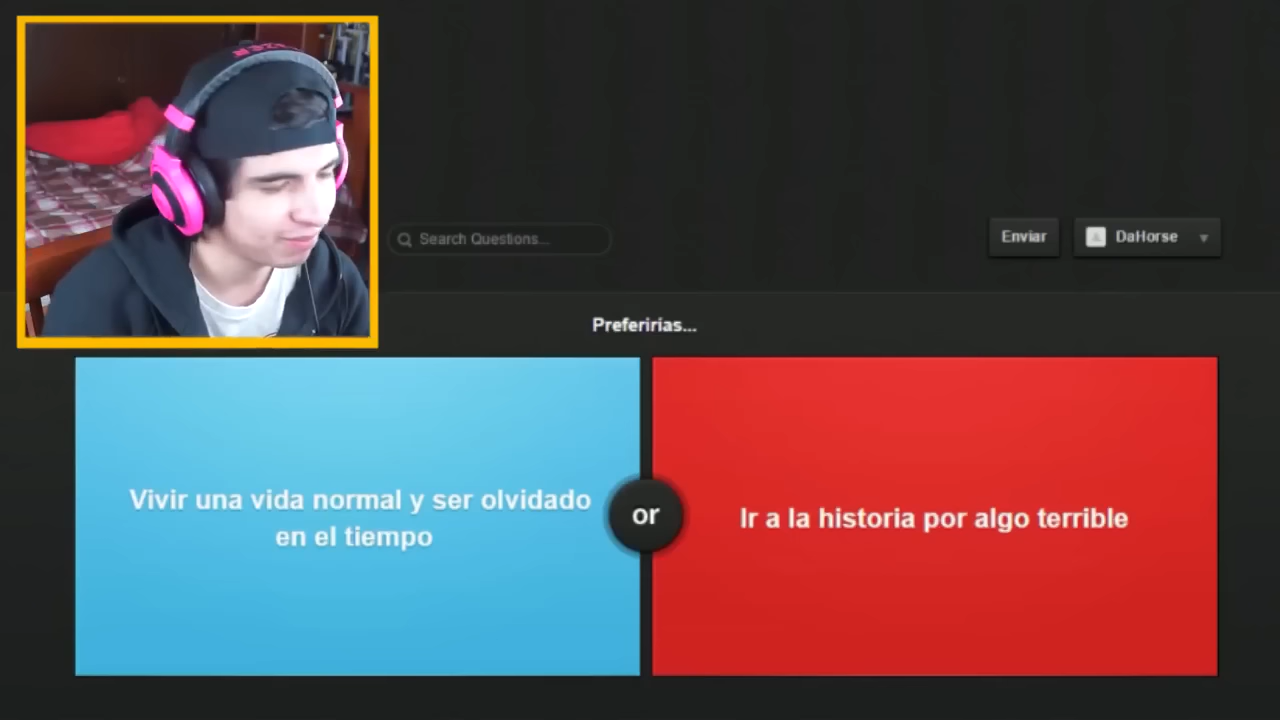 Search Questions...
Enviar
DaHorse
Preferirías...
Vivir una vida normal y ser olvidado
en el tiempo
or
Ir a la historia por algo terrible